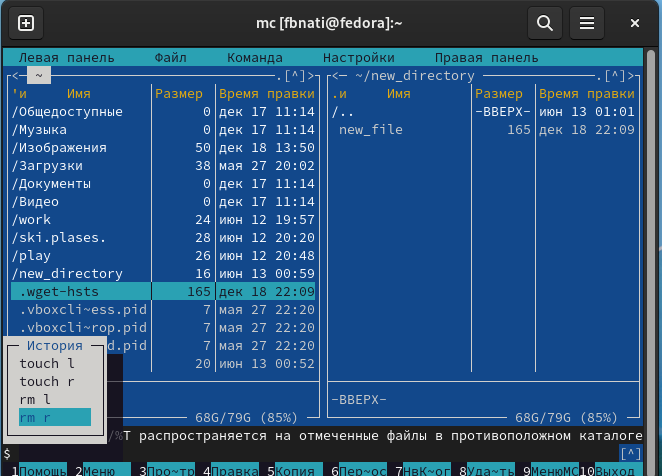 mc [fbnati@fedora]:~
Левая панель Файл Команда Настройки Правая панель
<─ ~ .[^]> <─ ~/new_directory .[^]>
'и Имя Размер Время правки .и Имя Размер Время правки
/Общедоступные 0 дек 17 11:14 /.. -ВВЕРХ- июн 13 01:01
/Музыка 0 дек 17 11:14 new_file 165 дек 18 22:09
/Изображения 50 дек 18 13:50
/Загрузки 38 мая 27 20:02
/Документы 0 дек 17 11:14
/Видео 0 дек 17 11:14
/work 24 июн 12 19:57
/ski.plases. 28 июн 12 20:20
/play 26 июн 12 20:48
/new_directory 16 июн 13 00:59
.wget-hsts 165 дек 18 22:09
.vboxcli~ess.pid 7 мая 27 22:20
.vboxcli~rop.pid 7 мая 27 22:20
d.pid 7 мая 27 22:20
История
touch l 20 июн 13 00:52
touch r
rm l -ВВЕРХ-
rm r 68G/79G (85%) 68G/79G (85%)
/%T распространяется на отмеченные файлы в противоположном каталоге
$ [^]
1Помощь 2Меню 3Про~тр 4Правка 5Копия 6Пер~ос 7НвК~ог 8Уда~ть 9МенюMC 10Выход